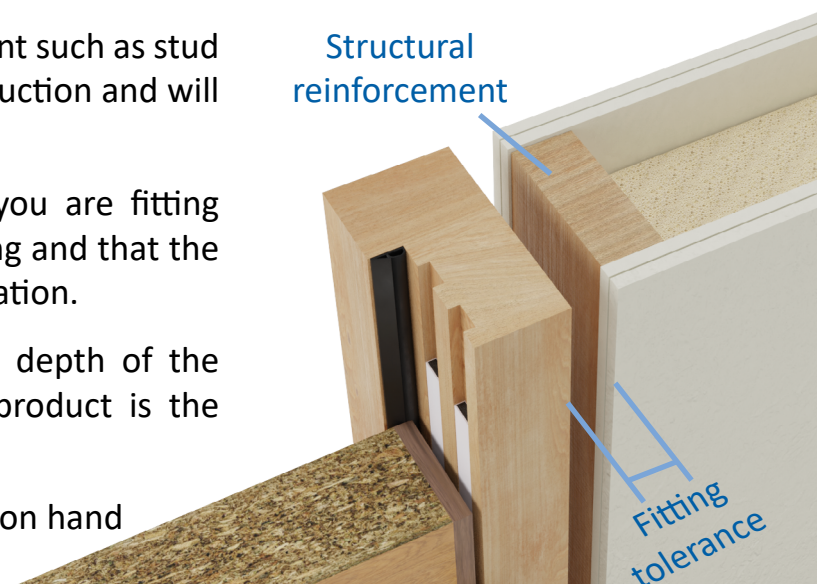 nt such as stud
uction and will
you are fitting
ng and that the
ation.
depth of the
product is the
on hand
Structural
reinforcement
Fitting
tolerance